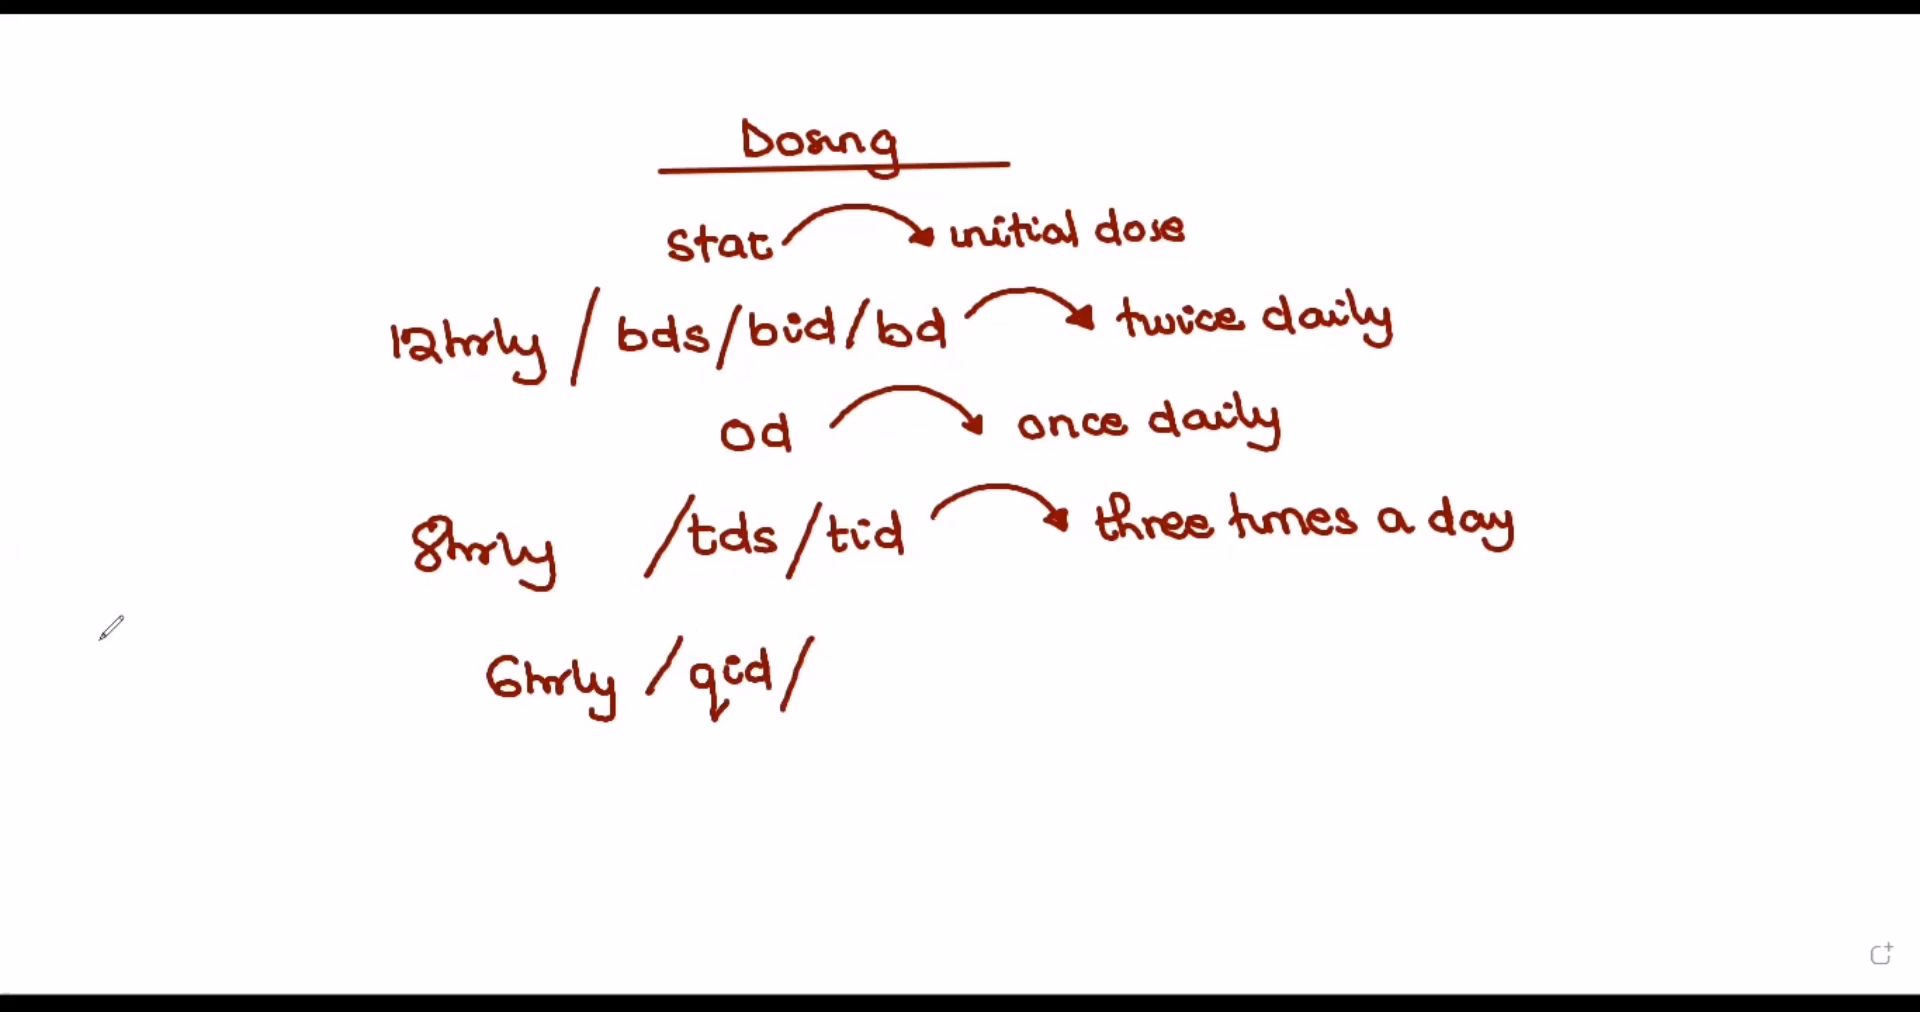 Dosing
Stat initial dose
12hrly / bds/bid/bd twice daily
od once daily
8hrly /tds/tid three times a day
6hrly /qid/